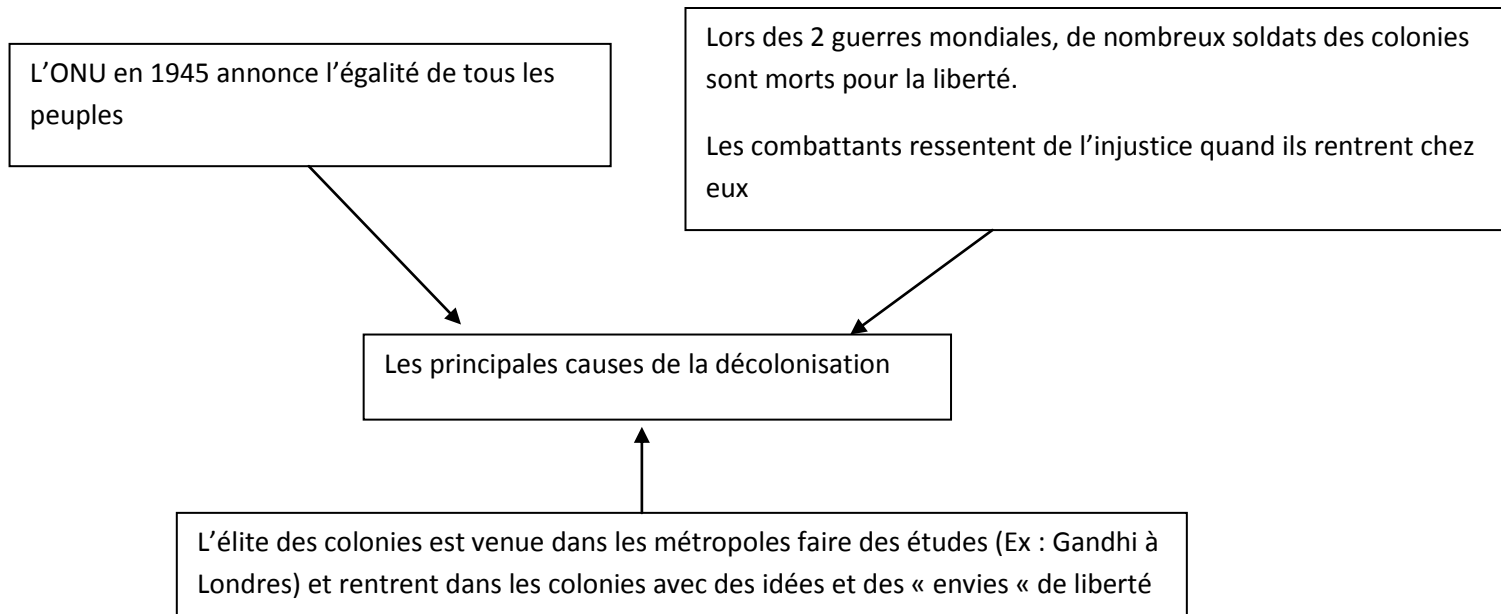 L'ONU en 1945 annonce l'égalité de tous les
peuples
Lors des 2 guerres mondiales, de nombreux soldats des colonies
sont morts pour la liberté.
Les combattants ressentent de l'injustice quand ils rentrent chez
eux
Les principales causes de la décolonisation
L'élite des colonies est venue dans les métropoles faire des études (Ex : Gandhi à
Londres) et rentrent dans les colonies avec des idées et des « envies « de liberté